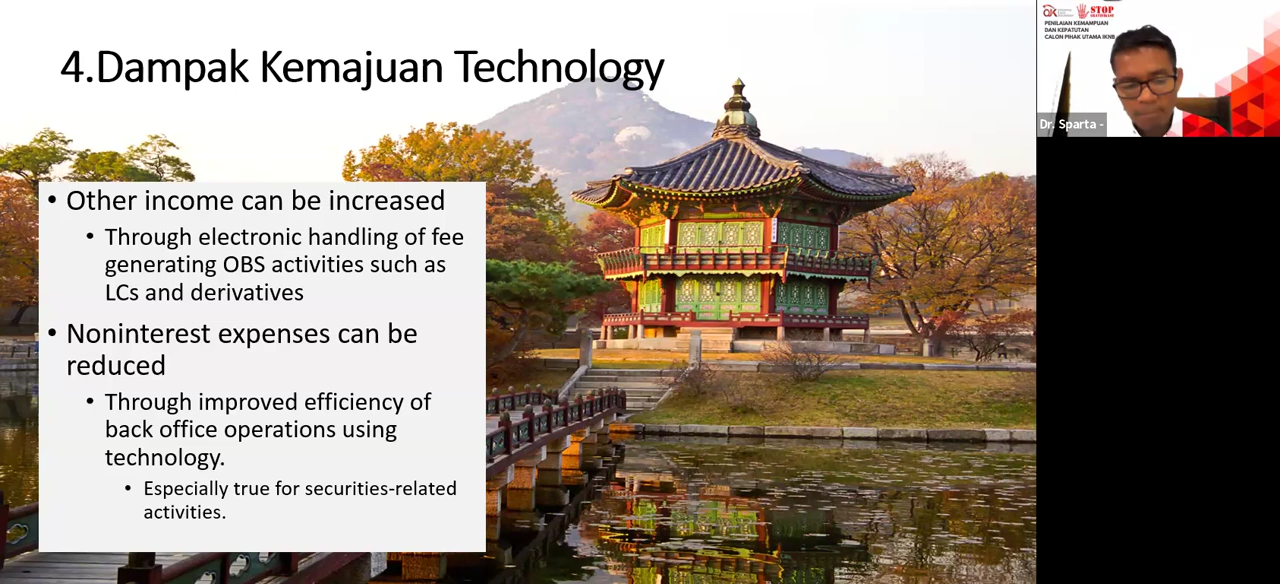 4.Dampak Kemajuan Technology
• Other income can be increased
• Through electronic handling of fee
generating OBS activities such as
LCs and derivatives
• Noninterest expenses can be
reduced
• Through improved efficiency of
back office operations using
technology.
• Especially true for securities-related
activities.
STOP
PENILAIAN KEMAMPUAN
DAN KEPATUTAN
CALON PIHAK UTAMA IKNB
Dr. Sparta -